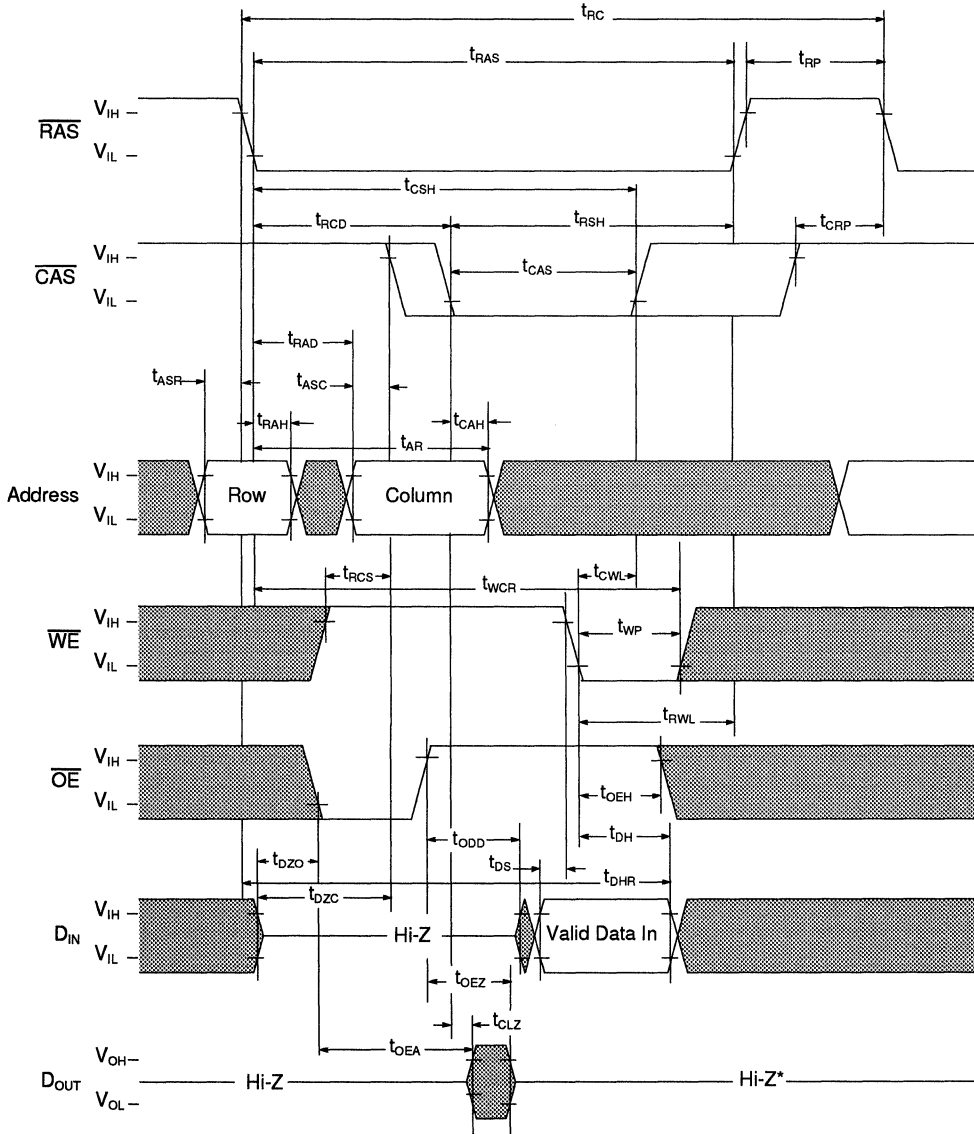 tRC
tRAS
tRP
RAS
VIH
VIL
tCSH
tRCD
tRSH
tCRP
CAS
VIH
VIL
tCAS
tRAD
tASR
tASC
tRAH
tCAH
tAR
Address
VIH
VIL
Row
Column
tRCS
tWCR
tCWL
WE
VIH
VIL
tWP
tRWL
OE
VIH
VIL
tOEH
tODD
tDH
tDZO
tDS
tDHR
tDZC
DIN
VIH
VIL
Hi-Z
Valid Data In
tOEZ
tCLZ
tOEA
DOUT
VOH
VOL
Hi-Z
Hi-Z*